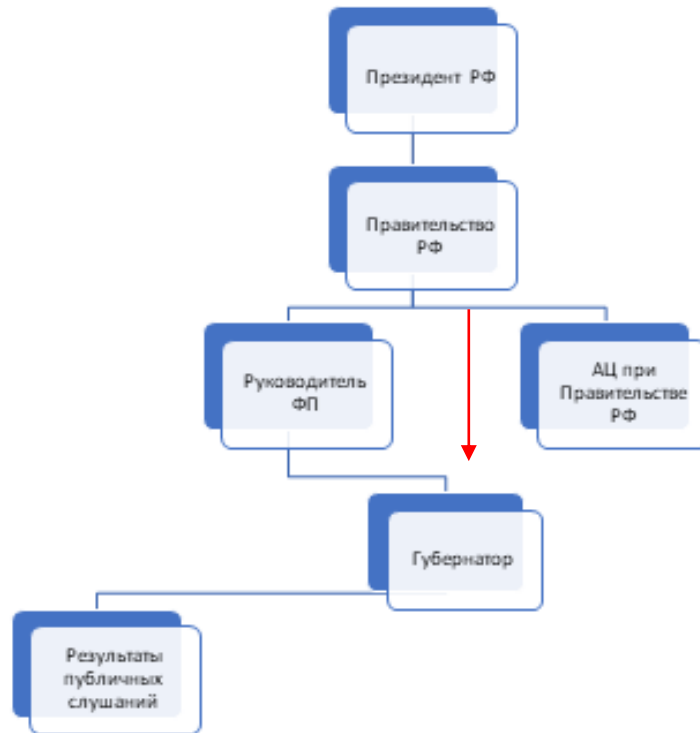 Президент РФ
Правительство
РФ
Руководитель
ФП
АЦ при
Правительстве
РФ
Губернатор
Результаты
публичных
слушаний